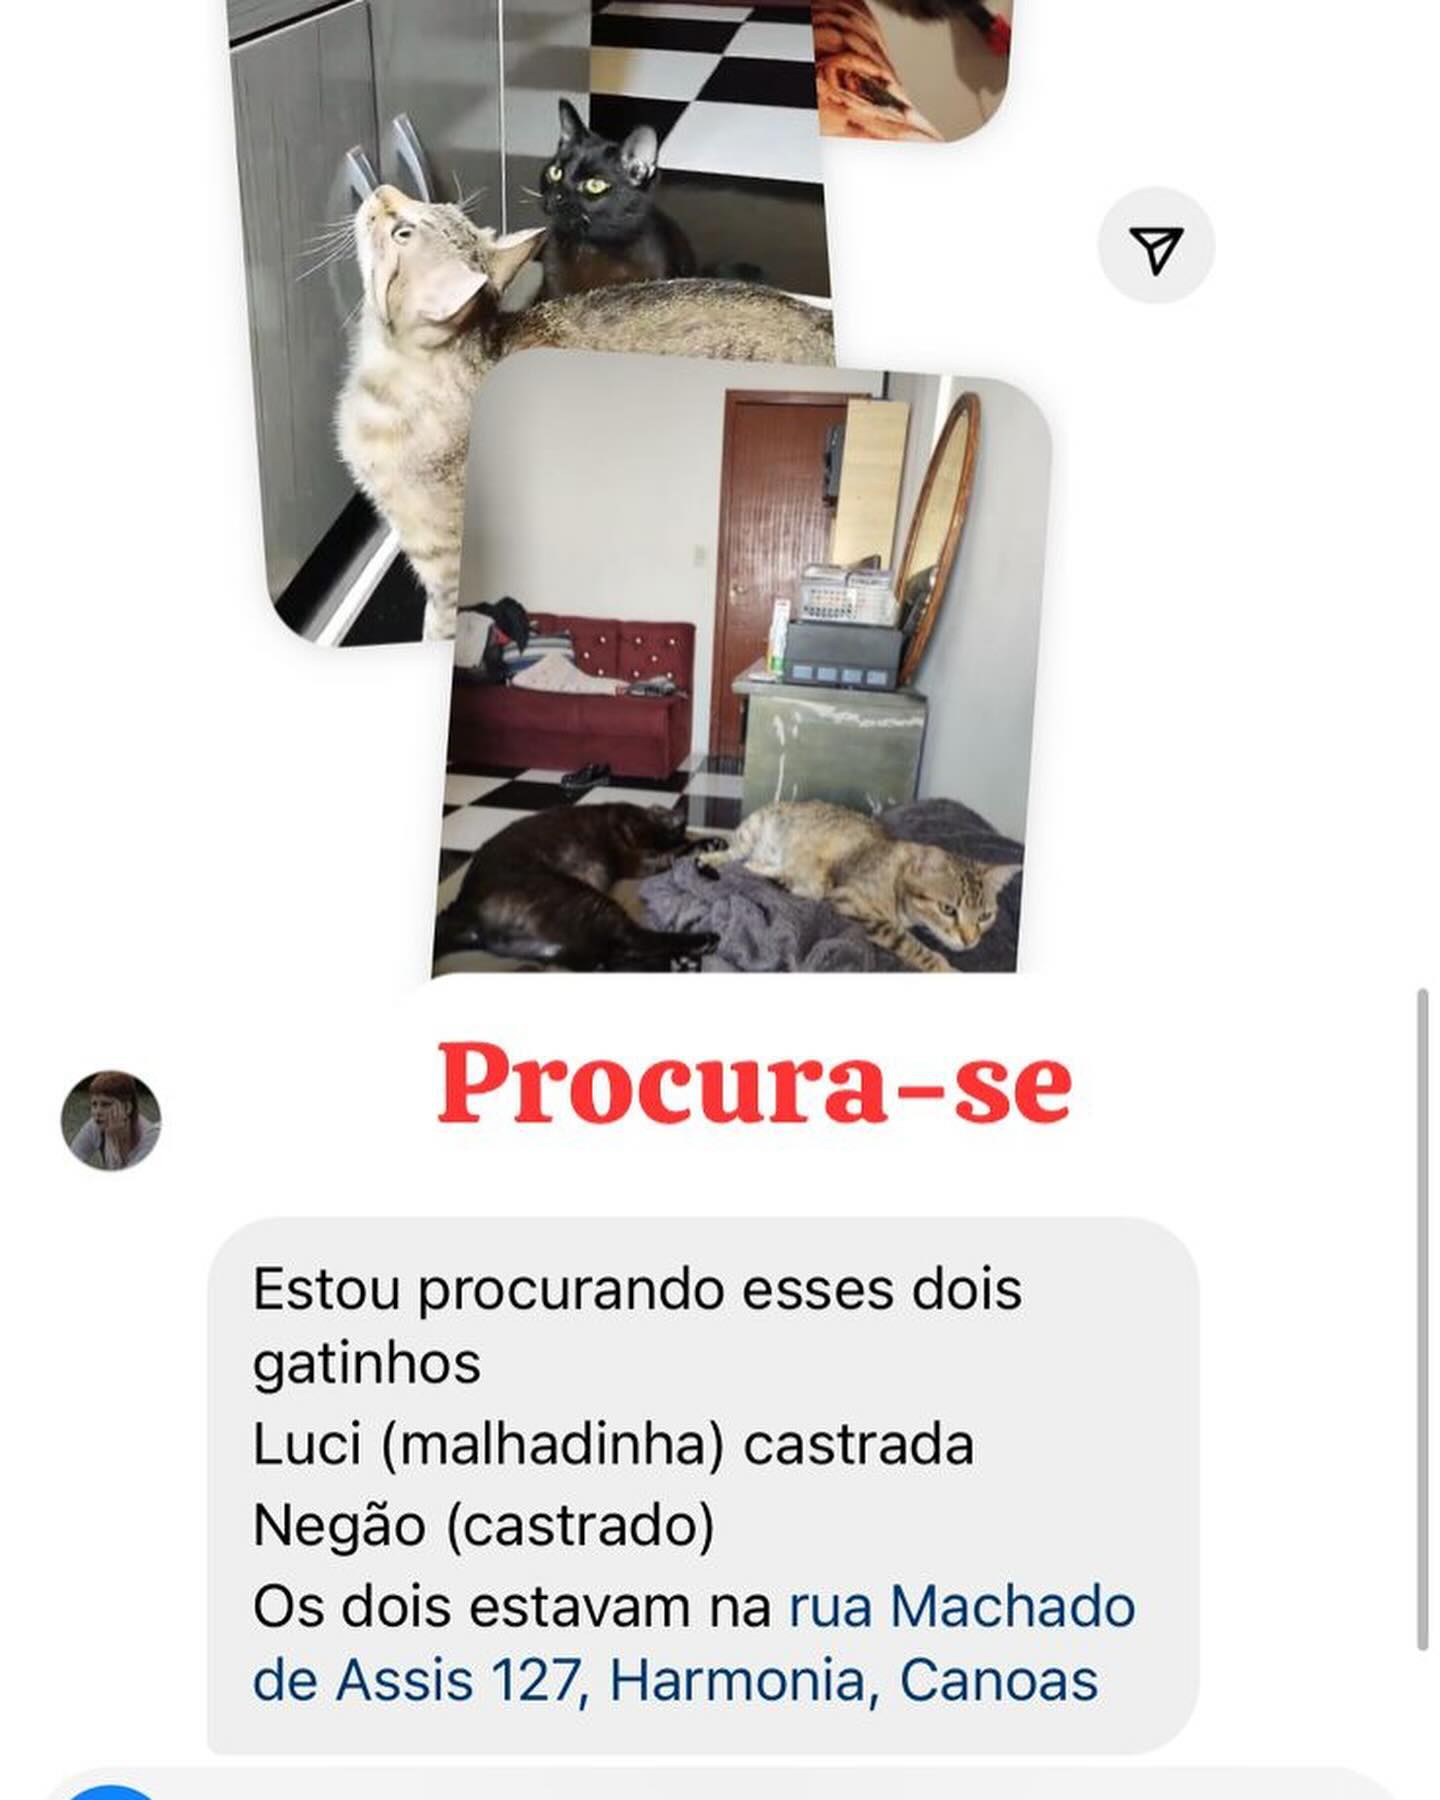 Procura-se
Estou procurando esses dois
gatinhos
Luci (malhadinha) castrada
Negão (castrado)
Os dois estavam na rua Machado
de Assis 127, Harmonia, Canoas